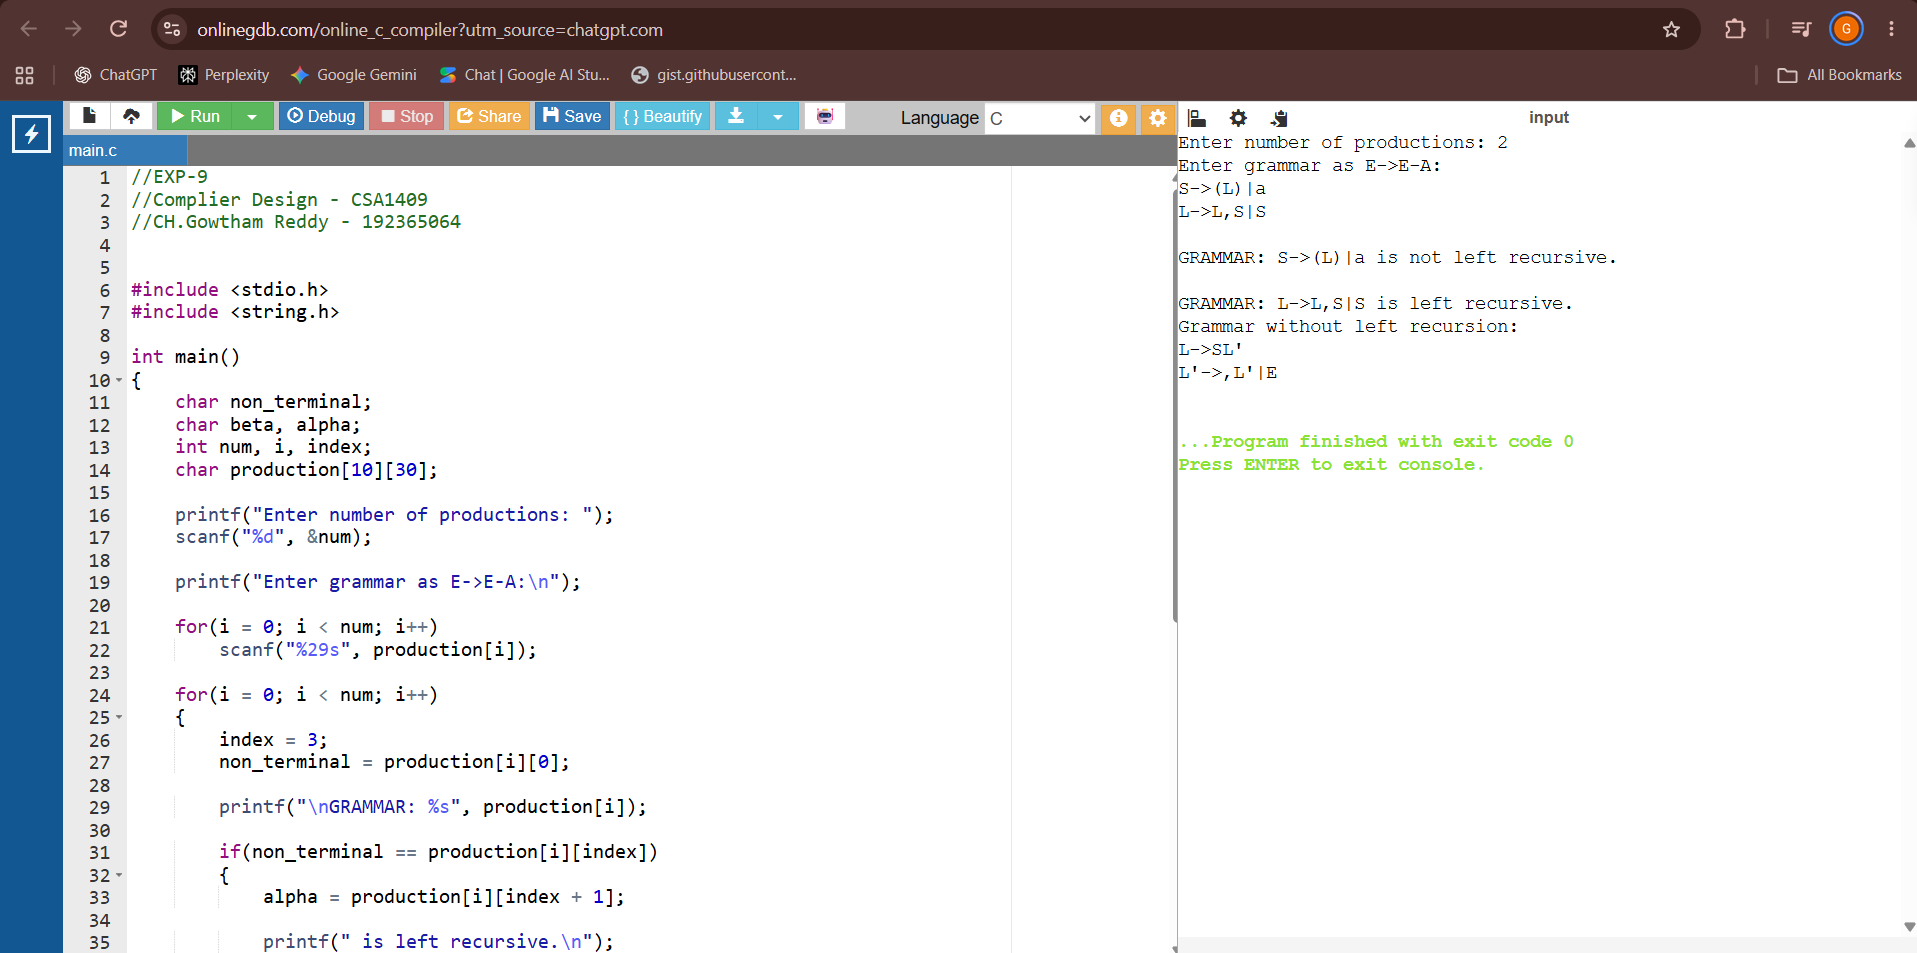 onlinegdb.com/online_c_compiler?utm_source=chatgpt.com
G
ChatGPT
Perplexity
Google Gemini
Chat | Google AI Stu...
gist.githubusercont...
All Bookmarks
Run
Debug
Stop
Share
Save
{ } Beautify
Language C
input
main.c
1 //EXP-9
2 //Complier Design - CSA1409
3 //CH.Gowtham Reddy - 192365064
4
5
6 #include <stdio.h>
7 #include <string.h>
8
9 int main()
10 {
11 char non_terminal;
12 char beta, alpha;
13 int num, i, index;
14 char production[10][30];
15
16 printf("Enter number of productions: ");
17 scanf("%d", &num);
18
19 printf("Enter grammar as E->E-A:\n");
20
21 for(i = 0; i < num; i++)
22 scanf("%29s", production[i]);
23
24 for(i = 0; i < num; i++)
25 {
26 index = 3;
27 non_terminal = production[i][0];
28
29 printf("\nGRAMMAR: %s", production[i]);
30
31 if(non_terminal == production[i][index])
32 {
33 alpha = production[i][index + 1];
34
35 printf(" is left recursive.\n");
Enter number of productions: 2
Enter grammar as E->E-A:
S->(L)|a
L->L,S|S
GRAMMAR: S->(L)|a is not left recursive.
GRAMMAR: L->L,S|S is left recursive.
Grammar without left recursion:
L->SL'
L'->,L'|E
...Program finished with exit code 0
Press ENTER to exit console.